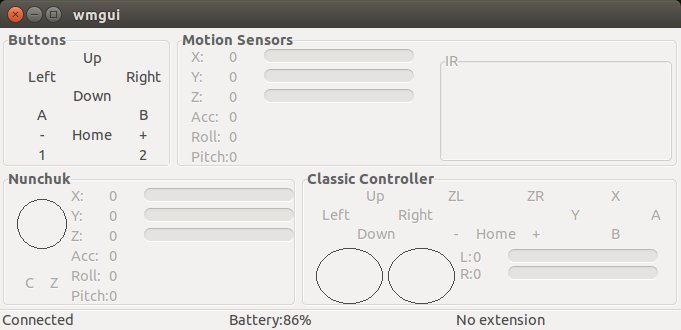 wmgui
Buttons
Up
Left Right
Down
A B
- Home +
1 2
Motion Sensors
X: 0
Y: 0
Z: 0
Acc: 0
Roll: 0
Pitch:0
IR
Nunchuk
X: 0
Y: 0
Z: 0
Acc: 0
C Z Roll: 0
Pitch:0
Classic Controller
Up ZL ZR X
Left Right Y A
Down - Home + B
L:0
R:0
Connected Battery:86% No extension